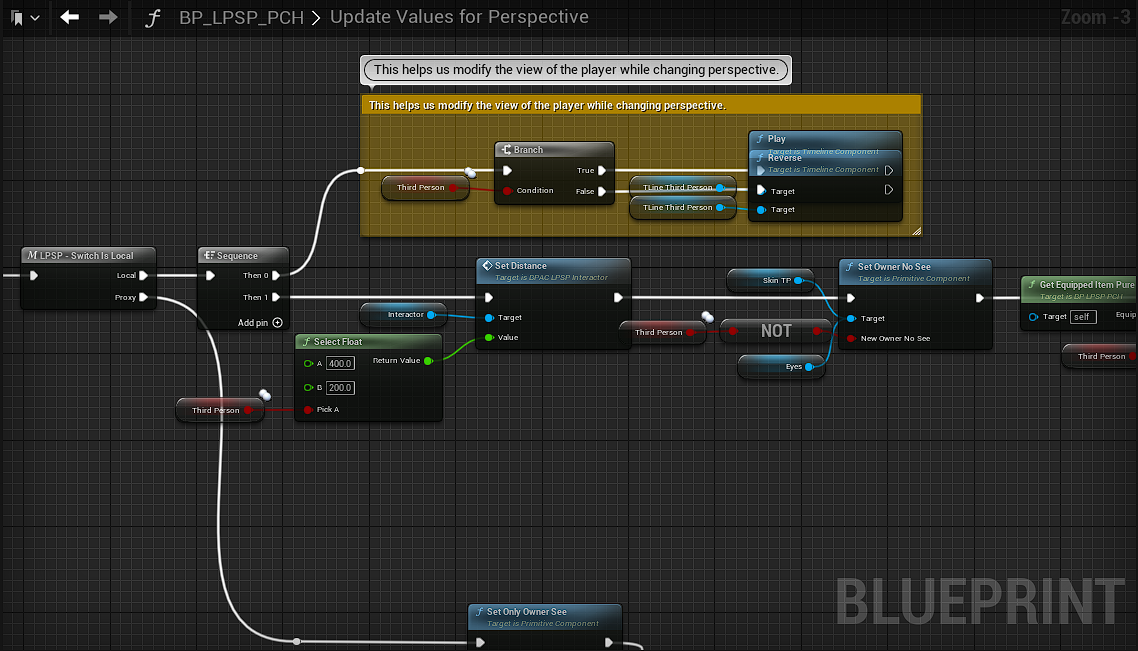 BP_LPSP_PCH > Update Values for Perspective
Zoom -3
This helps us modify the view of the player while changing perspective.
This helps us modify the view of the player while changing perspective.
Branch
True
Condition
False
Third Person
TLine Third Person
TLine Third Person
Play
Target is Timeline Component
Reverse
Target is Timeline Component
Target
Target
LPSP - Switch Is Local
Local
Proxy
Sequence
Then 0
Then 1
Add pin
Set Distance
Target is BPAC LPSP Interactor
Target
Value
Interactor
Select Float
A 400.0
Return Value
B 200.0
Pick A
Third Person
Skin TP
Third Person
NOT
Eyes
Set Owner No See
Target is Primitive Component
Target
New Owner No See
Get Equipped Item Pure
Target is BP LPSP PCH
Target self
Equip
Third Person
Set Only Owner See
Target is Primitive Component
BLUEPRINT